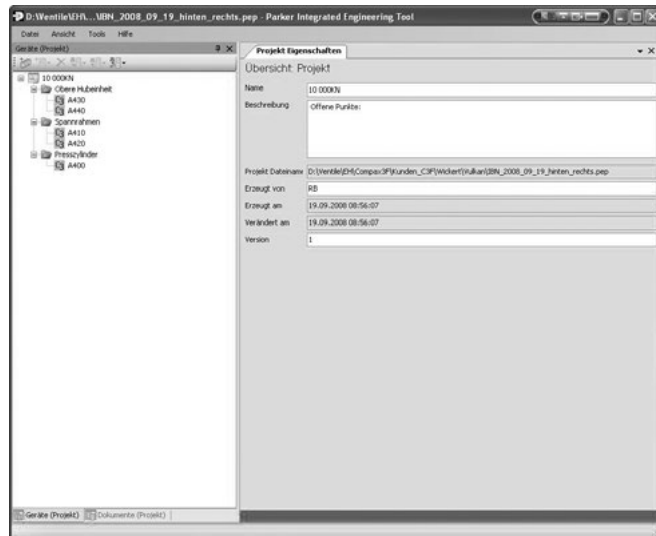 D:\Ventile\EH\...\IBN_2008_09_19_hinten_rechts.pep - Parker Integrated Engineering Tool
Datei Ansicht Tools Hilfe
Geräte (Projekt)
10 000KN
Obere Hubeinheit
A430
A440
Spannrahmen
A410
A420
Presszylinder
A400
Geräte (Projekt) Dokumente (Projekt)
Projekt Eigenschaften
Übersicht: Projekt
Name 10 000KN
Beschreibung Offene Punkte:
Projekt Dateiname D:\Ventile\EH\Compax3F\Kunden_C3F\Wickert\Vulkan\IBN_2008_09_19_hinten_rechts.pep
Erzeugt von RB
Erzeugt am 19.09.2008 08:56:07
Verändert am 19.09.2008 08:56:07
Version 1